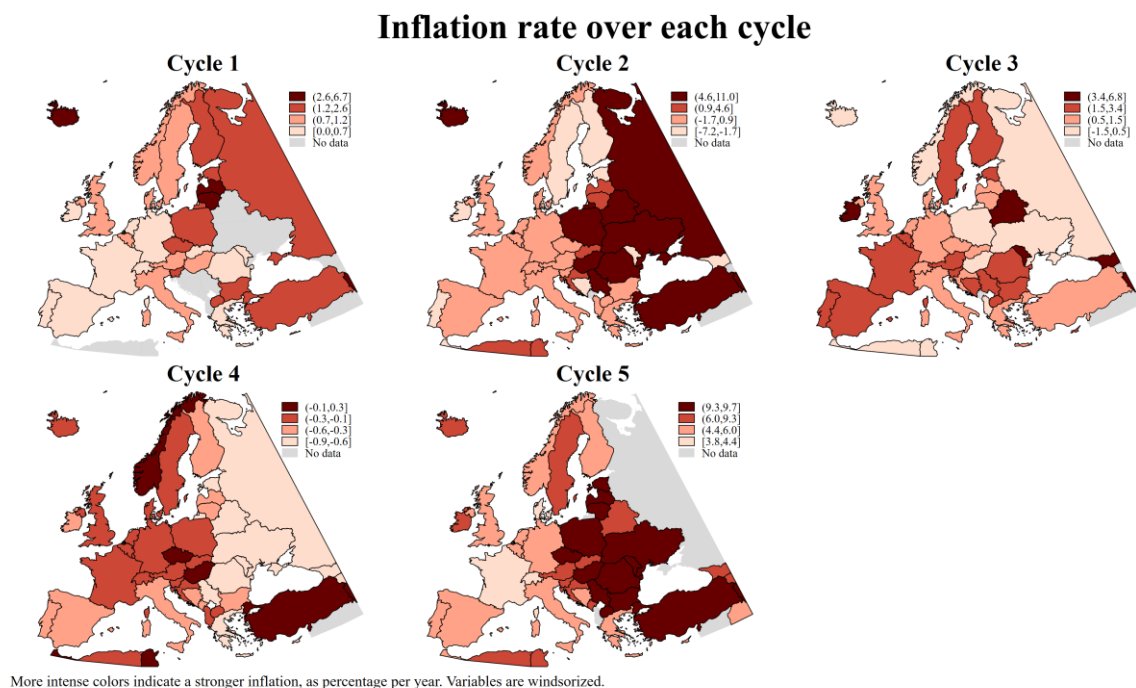 Inflation rate over each cycle
Cycle 1
(2.6,6.7]
(1.2,2.6]
(0.7,1.2]
[0.0,0.7]
No data
Cycle 2
(4.6,11.0]
(0.9,4.6]
(-1.7,0.9]
[-7.2,-1.7]
No data
Cycle 3
(3.4,6.8]
(1.5,3.4]
(0.5,1.5]
[-1.5,0.5]
No data
Cycle 4
(-0.1,0.3]
(-0.3,-0.1]
(-0.6,-0.3]
[-0.9,-0.6]
No data
Cycle 5
(9.3,9.7]
(6.0,9.3]
(4.4,6.0]
[3.8,4.4]
No data
More intense colors indicate a stronger inflation, as percentage per year. Variables are windsorized.